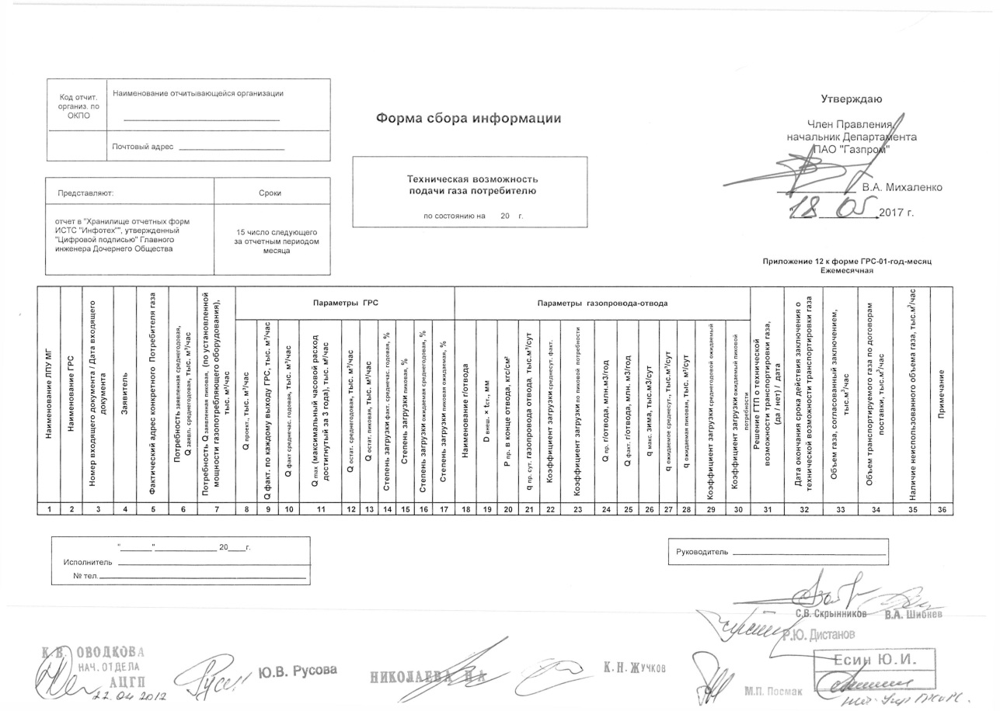 Код отчит.
организ. по
ОКПО
Наименование отчитывающейся организации
Почтовый адрес
Форма сбора информации
Утверждаю
Член Правления,
начальник Департамента
ПАО "Газпром"
В.А. Михаленко
"18" 05 2017 г.
Представляют:
Сроки
отчет в "Хранилище отчетных форм
ИСТС "Инфотех"", утвержденный
"Цифровой подписью" Главного
инженера Дочернего Общества
15 число следующего
за отчетным периодом
месяца
Техническая возможность
подачи газа потребителю
по состоянию на 20 г.
Приложение 12 к форме ГРС-01-год-месяц
Ежемесячная
Параметры ГРС
Параметры газопровода-отвода
Наименование ЛПУ МГ
Наименование ГРС
Номер входящего документа / Дата входящего
документа
Заявитель
Фактический адрес конкретного Потребителя газа
Потребность заявленная среднегодовая,
Q заявл. среднегодовая, тыс. м³/час
Потребность Q заявленная пиковая, (по установленной
мощности газопотребляющего оборудования),
тыс. м³/час
Q проект., тыс. м³/час
Q факт. по каждому выходу ГРС, тыс. м³/час
Q факт среднечас. годовая, тыс. м³/час
Q max (максимальный часовой расход
достигнутый за 3 года), тыс. м³/час
Q остат. среднегодовая, тыс. м³/час
Q остат. пиковая, тыс. м³/час
Степень загрузки факт. среднечас. годовая, %
Степень загрузки пиковая, %
Степень загрузки ожидаемая среднегодовая, %
Степень загрузки пиковая ожидаемая, %
Наименование г/отвода
D внеш. × tст., мм
Р пр. в конце отвода, кгс/см²
q пр. сут. газопровода отвода, тыс.м³/сут
Коэффициент загрузки среднесут. факт.
Коэффициент загрузки по пиковой потребности
Q пр. г/отвода, млн.м3/год
Q факт. г/отвода, млн. м3/год
q макс. зима, тыс.м3/сут
q ожидаемое среднесут., тыс.м³/сут
q ожидаемая пиковая, тыс. м³/сут
Коэффициент загрузки среднегодовой ожидаемый
Коэффициент загрузки ожидаемый пиковой
потребности
Решение ГТП о технической
возможности транспортировки газа,
(да / нет) / дата
Дата окончания срока действия заключения о
технической возможности транспортировки газа
Объем газа, согласованный заключением,
тыс.м³/час
Объем транспортируемого газа по договорам
поставки, тыс.м³/час
Наличие неиспользованного объема газа, тыс.м³/час
Примечание
1 2 3 4 5 6 7 8 9 10 11 12 13 14 15 16 17 18 19 20 21 22 23 24 25 26 27 28 29 30 31 32 33 34 35 36
"_______"______________ 20____г.
Исполнитель
№ тел.
Руководитель
С.В. Скрынников
В.А. Шибнев
Р.Ю. Дистанов
К.В. ОВОДКОВА
НАЧ. ОТДЕЛА
АЦГП
22.04 2012
Ю.В. Русова
НИКОЛАЕВА Н А
К.Н. ЖУЧКОВ
М.П. Посмак
Есин Ю.И.